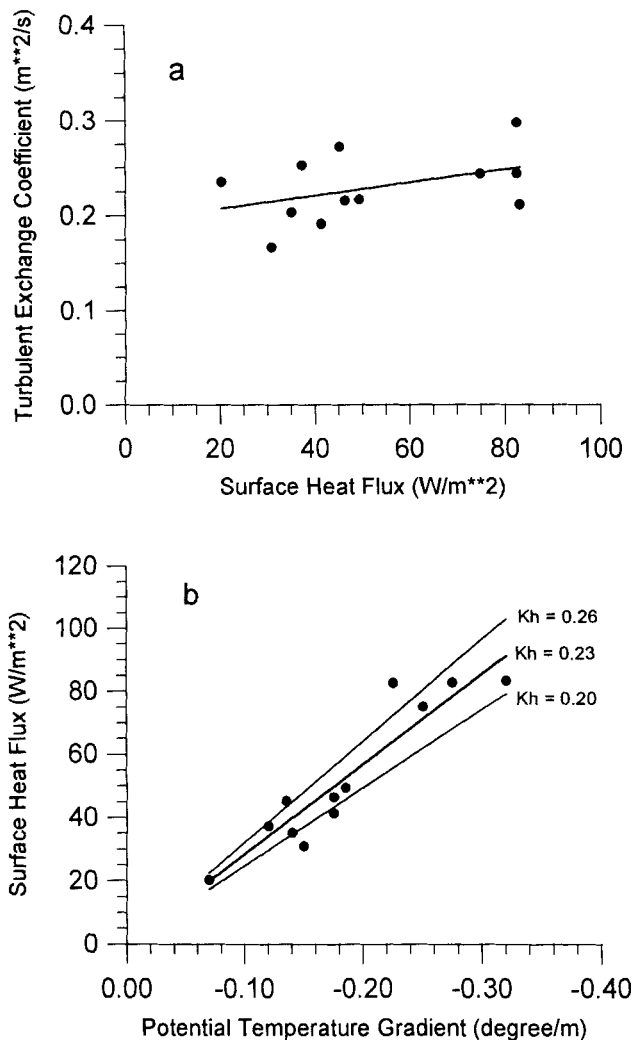 a
Turbulent Exchange Coefficient (m**2/s)
0.4
0.3
0.2
0.1
0.0
0 20 40 60 80 100
Surface Heat Flux (W/m**2)
b
Surface Heat Flux (W/m**2)
120
100
80
60
40
20
0
Kh = 0.26
Kh = 0.23
Kh = 0.20
0.00 -0.10 -0.20 -0.30 -0.40
Potential Temperature Gradient (degree/m)